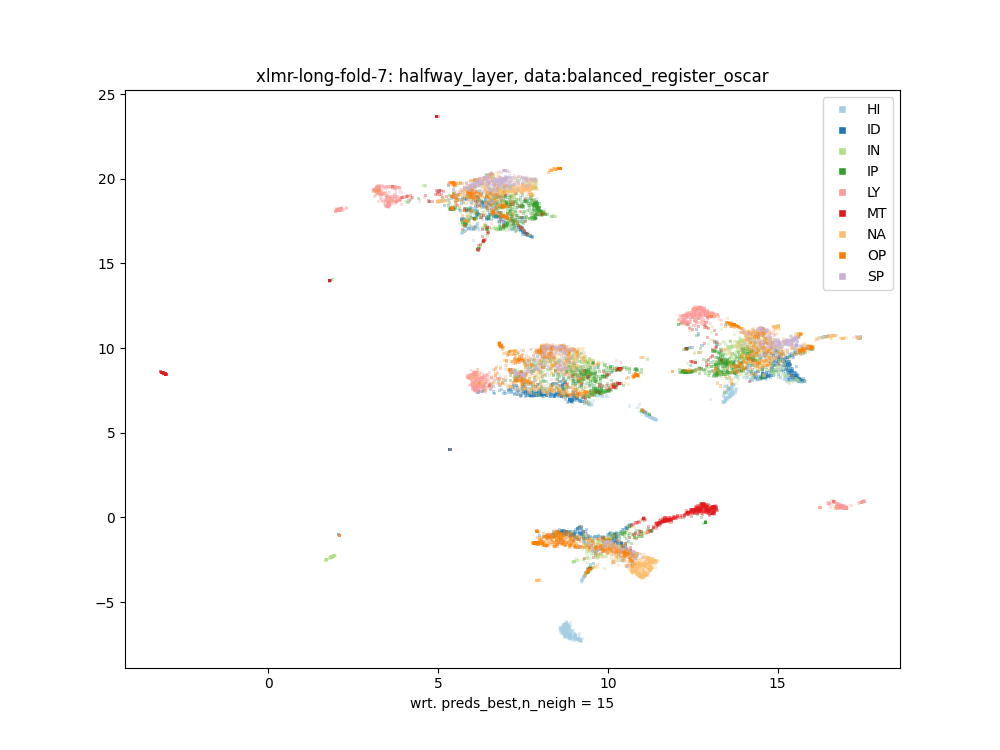 xlmr-long-fold-7: halfway_layer, data:balanced_register_oscar
25
20
15
10
5
0
−5
0
5
10
15
wrt. preds_best,n_neigh = 15
HI
ID
IN
IP
LY
MT
NA
OP
SP